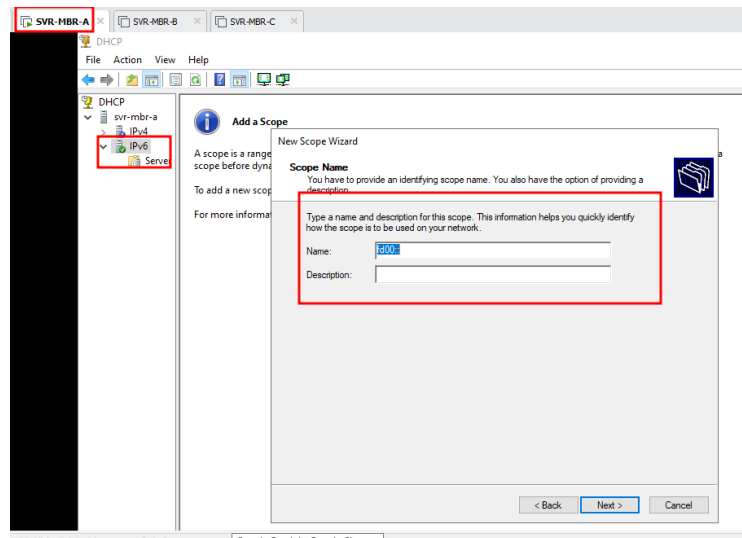 SVR-MBR-A
SVR-MBR-B
SVR-MBR-C
DHCP
File Action View Help
DHCP
svr-mbr-a
IPv4
IPv6
Server
Add a Scope
A scope is a range
scope before dyna
To add a new scop
For more informat
a
New Scope Wizard
Scope Name
You have to provide an identifying scope name. You also have the option of providing a
description.
Type a name and description for this scope. This information helps you quickly identify
how the scope is to be used on your network.
Name: fd00::
Description:
< Back Next > Cancel